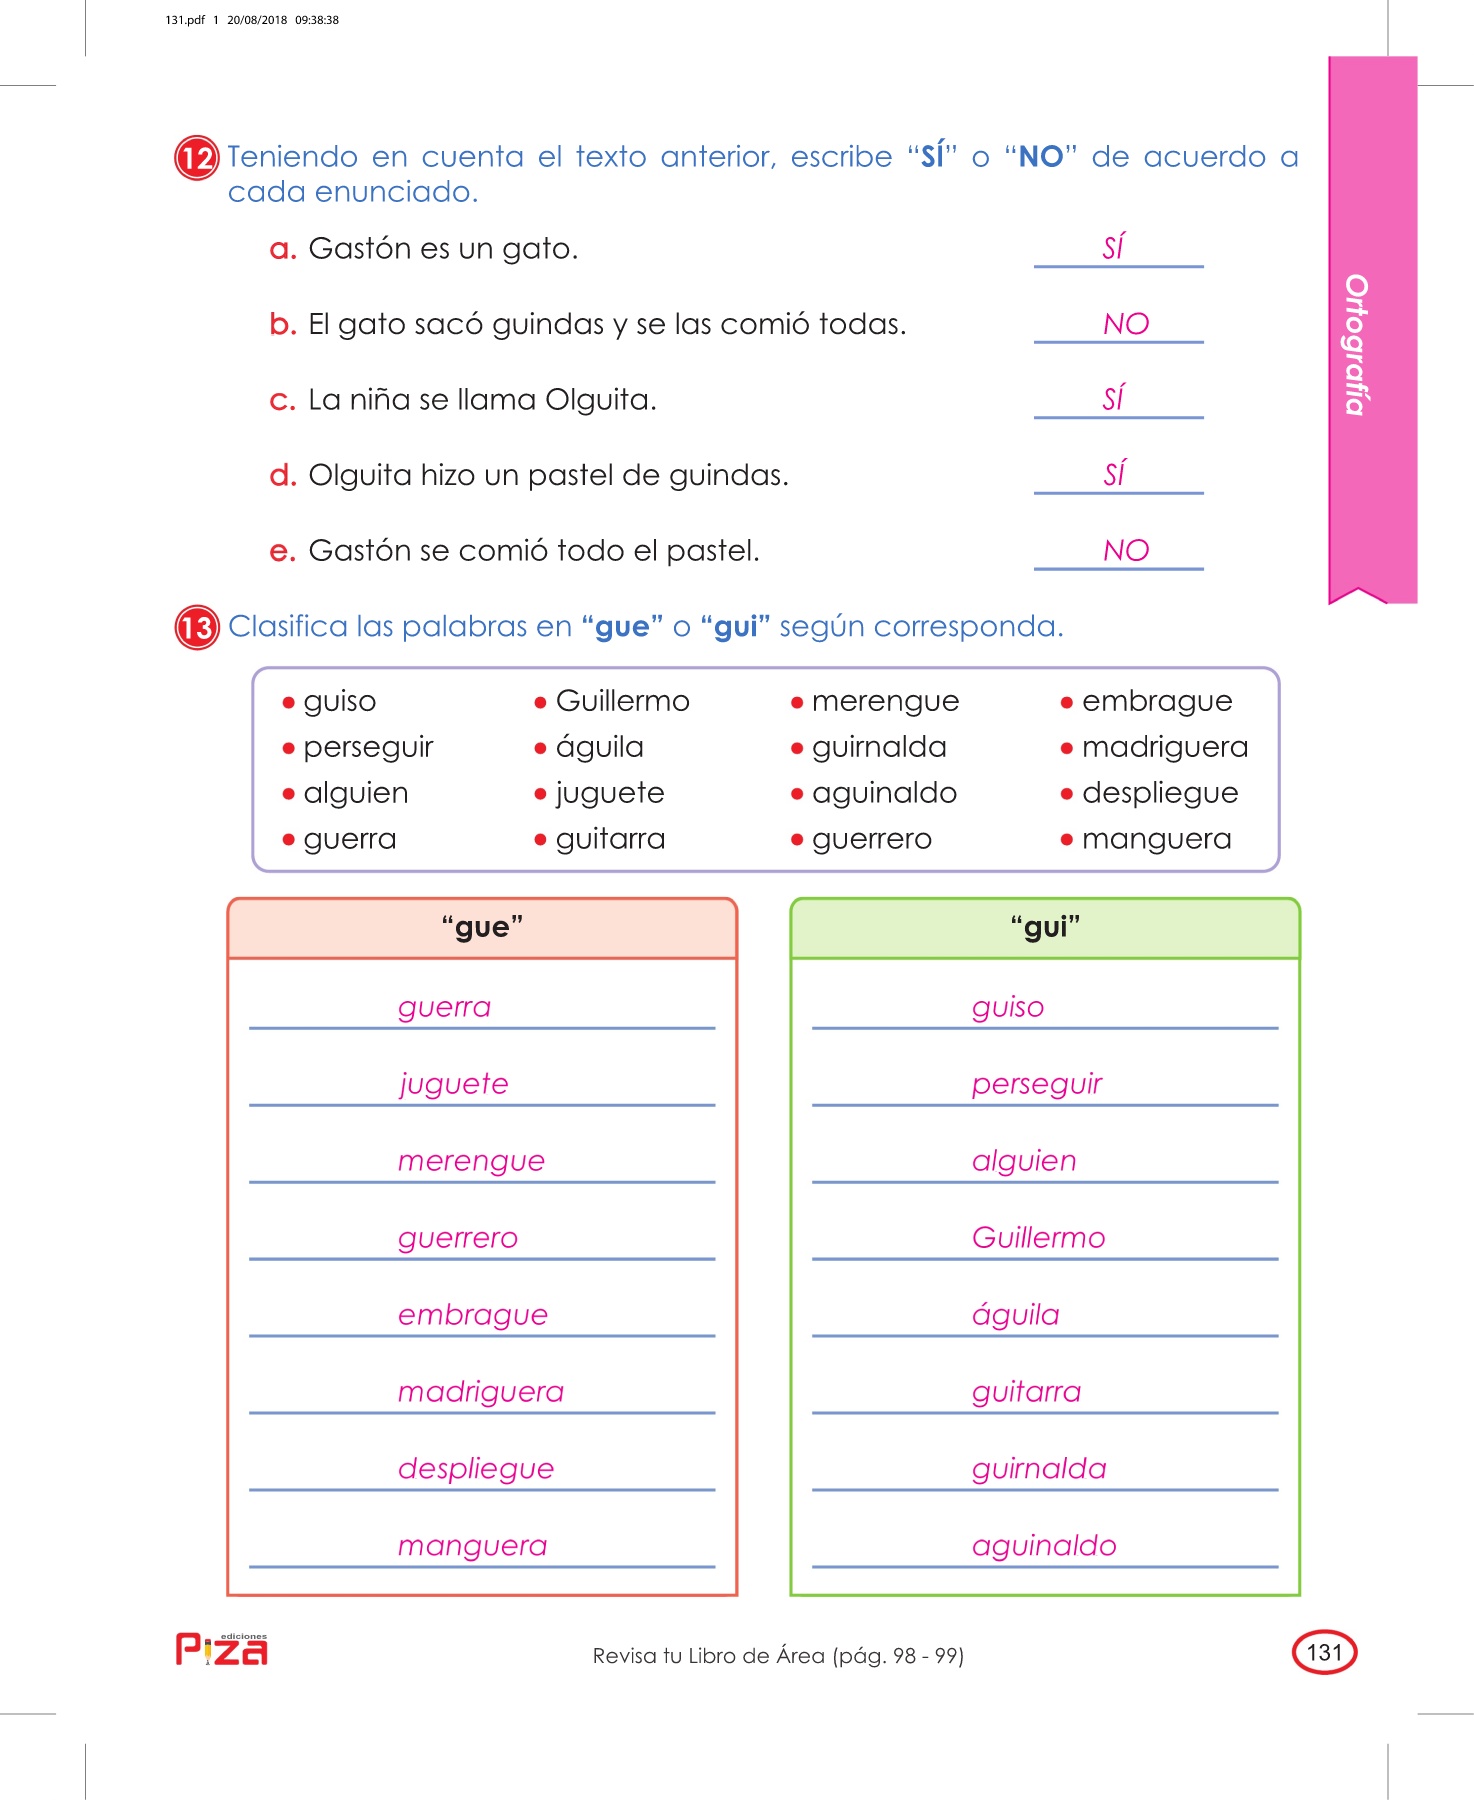 131.pdf 1 20/08/2018 09:38:38
12 Teniendo en cuenta el texto anterior, escribe “SÍ” o “NO” de acuerdo a
cada enunciado.
a. Gastón es un gato. SÍ
b. El gato sacó guindas y se las comió todas. NO
c. La niña se llama Olguita. SÍ
d. Olguita hizo un pastel de guindas. SÍ
e. Gastón se comió todo el pastel. NO
Ortografía
13 Clasifica las palabras en “gue” o “gui” según corresponda.
• guiso • Guillermo • merengue • embrague
• perseguir • águila • guirnalda • madriguera
• alguien • juguete • aguinaldo • despliegue
• guerra • guitarra • guerrero • manguera
“gue” “gui”
guerra guiso
juguete perseguir
merengue alguien
guerrero Guillermo
embrague águila
madriguera guitarra
despliegue guirnalda
manguera aguinaldo
ediciones
Piza
Revisa tu Libro de Área (pág. 98 - 99)
131